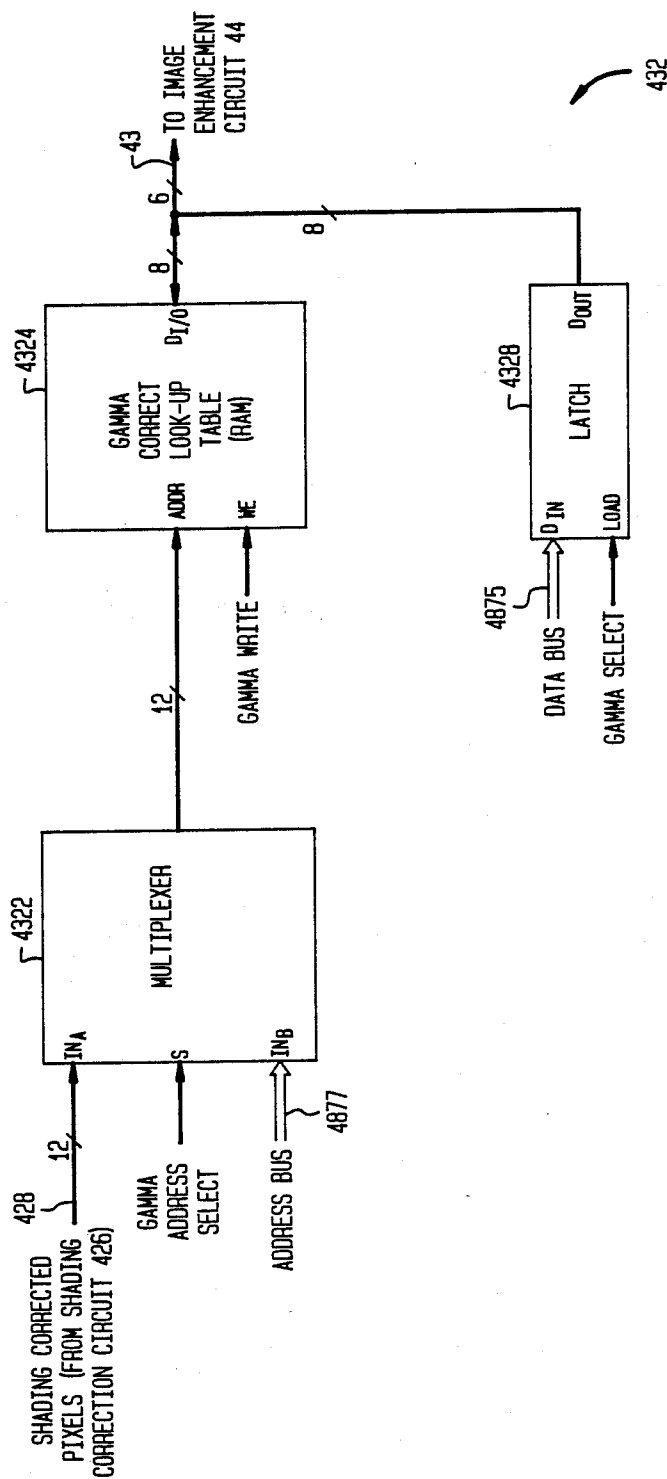 SHADING CORRECTED
PIXELS (FROM SHADING
CORRECTION CIRCUIT 426)
428
12
GAMMA
ADDRESS
SELECT
ADDRESS BUS
4877
4322
INA
S
INB
MULTIPLEXER
12
GAMMA WRITE
4324
ADDR
WE
GAMMA
CORRECT
LOOK-UP
TABLE
(RAM)
DI/O
8
6
43
TO IMAGE
ENHANCEMENT
CIRCUIT 44
8
4875
DATA BUS
GAMMA SELECT
4328
DIN
LOAD
LATCH
DOUT
432